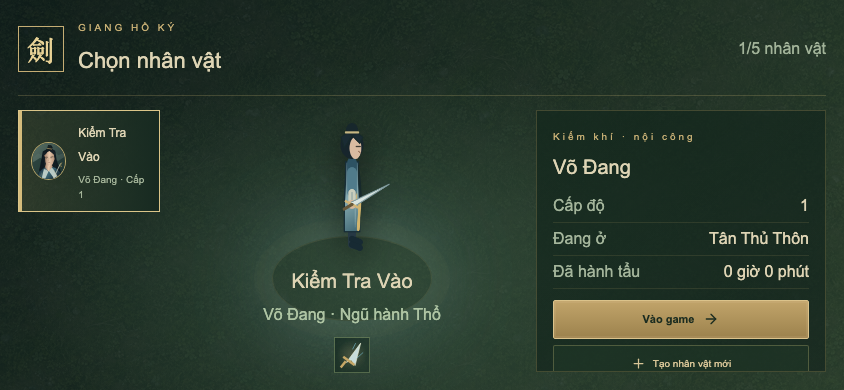 劍
GIANG HỒ KÝ
Chọn nhân vật
1/5 nhân vật
Kiểm Tra
Vào
Võ Đang · Cấp
1
Kiểm Tra Vào
Võ Đang · Ngũ hành Thổ
Kiếm khí · nội công
Võ Đang
Cấp độ 1
Đang ở Tân Thủ Thôn
Đã hành tẩu 0 giờ 0 phút
Vào game →
+ Tạo nhân vật mới